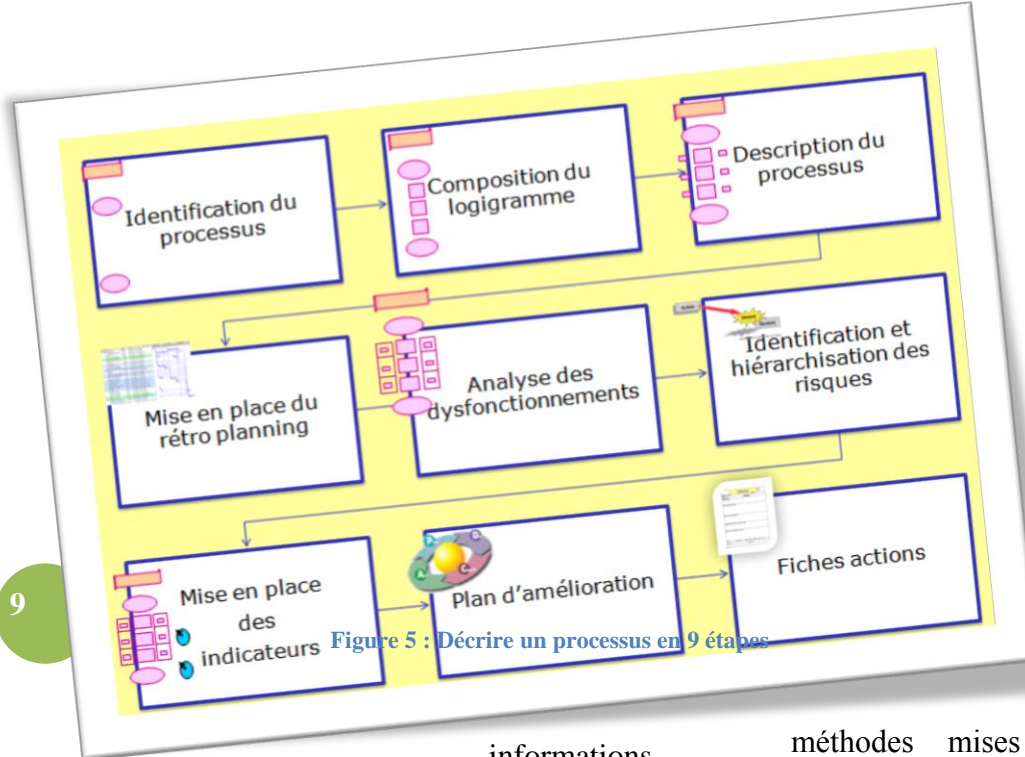 Identification du
processus
Composition du
logigramme
Description du
processus
Mise en place du
rétro planning
Analyse des
dysfonctionnements
Identification et
hiérarchisation des
risques
Mise en place
des
indicateurs
Plan d'amélioration
Fiches actions
9
Figure 5 : Décrire un processus en 9 étapes
informations
méthodes mises